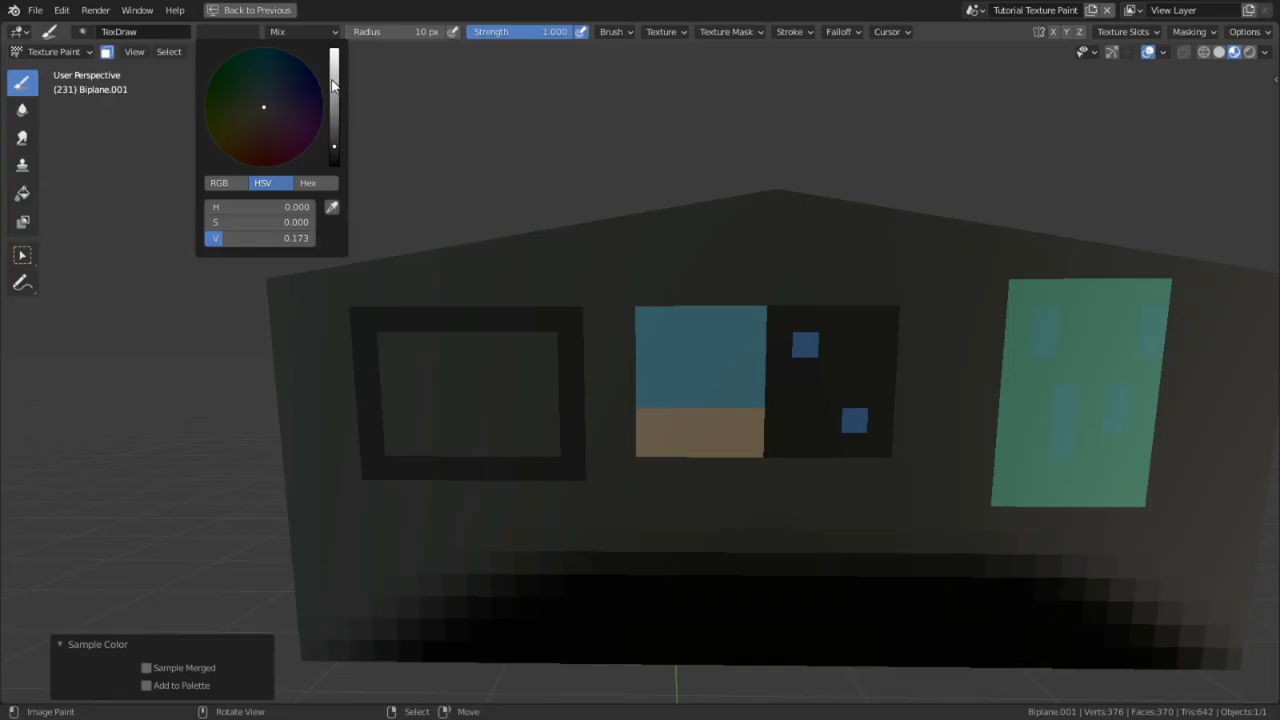 File Edit Render Window Help Back to Previous Tutorial Texture Paint View Layer
TexDraw Mix Radius 10 px Strength 1.000 Brush Texture Texture Mask Stroke Falloff Cursor X Y Z Texture Slots Masking Options
Texture Paint View Select
User Perspective
(231) Biplane.001
RGB HSV Hex
H 0.000
S 0.000
V 0.173
Sample Color
Sample Merged
Add to Palette
Image Paint Rotate View Select Move Biplane.001 | Verts:376 | Faces:370 | Tris:642 | Objects:1/1